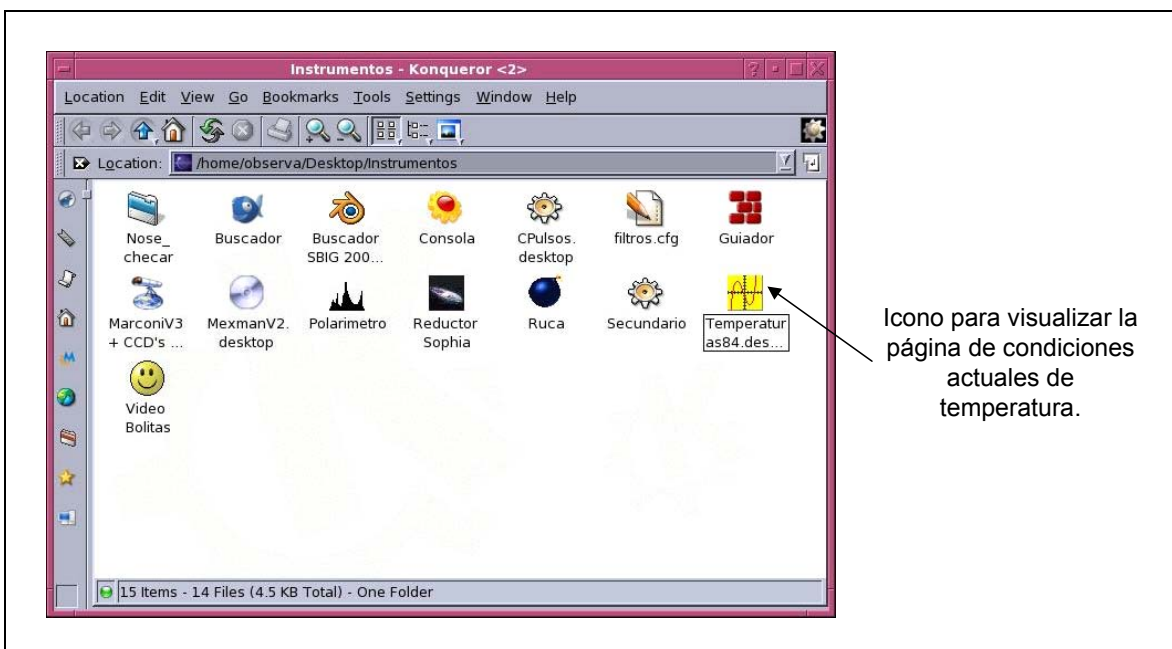 Instrumentos - Konqueror <2>
Location Edit View Go Bookmarks Tools Settings Window Help
Location: /home/observa/Desktop/Instrumentos
Nose_
checar
Buscador
Buscador
SBIG 200...
Consola
CPulsos.
desktop
filtros.cfg
Guiador
MarconiV3
+ CCD's ...
MexmanV2.
desktop
Polarimetro
Reductor
Sophia
Ruca
Secundario
Temperatur
as84.des...
Video
Bolitas
15 Items - 14 Files (4.5 KB Total) - One Folder
Icono para visualizar la
página de condiciones
actuales de
temperatura.